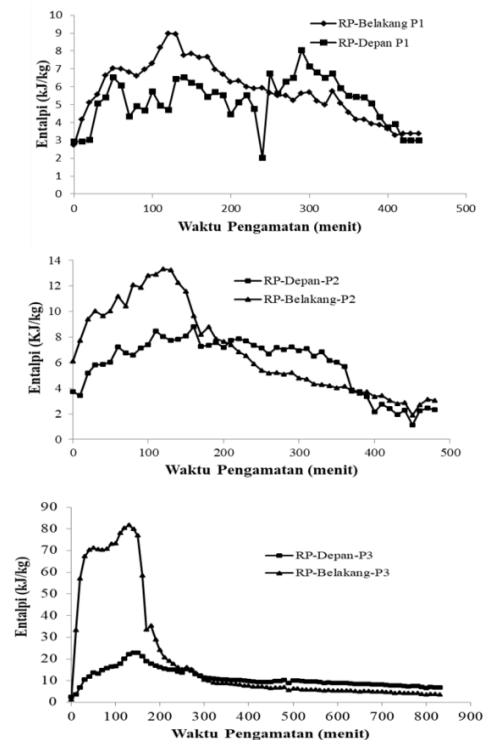 10
9
8
7
6
5
4
3
2
1
0
Entalpi (kJ/kg)
RP-Belakang P1
RP-Depan P1
0 100 200 300 400 500
Waktu Pengamatan (menit)
14
12
10
8
6
4
2
0
Entalpi (KJ/kg)
RP-Depan-P2
RP-Belakang-P2
0 100 200 300 400 500
Waktu Pengamatan (menit)
90
80
70
60
50
40
30
20
10
0
Entalpi (kJ/kg)
RP-Depan-P3
RP-Belakang-P3
0 100 200 300 400 500 600 700 800 900
Waktu Pengamatan (menit)